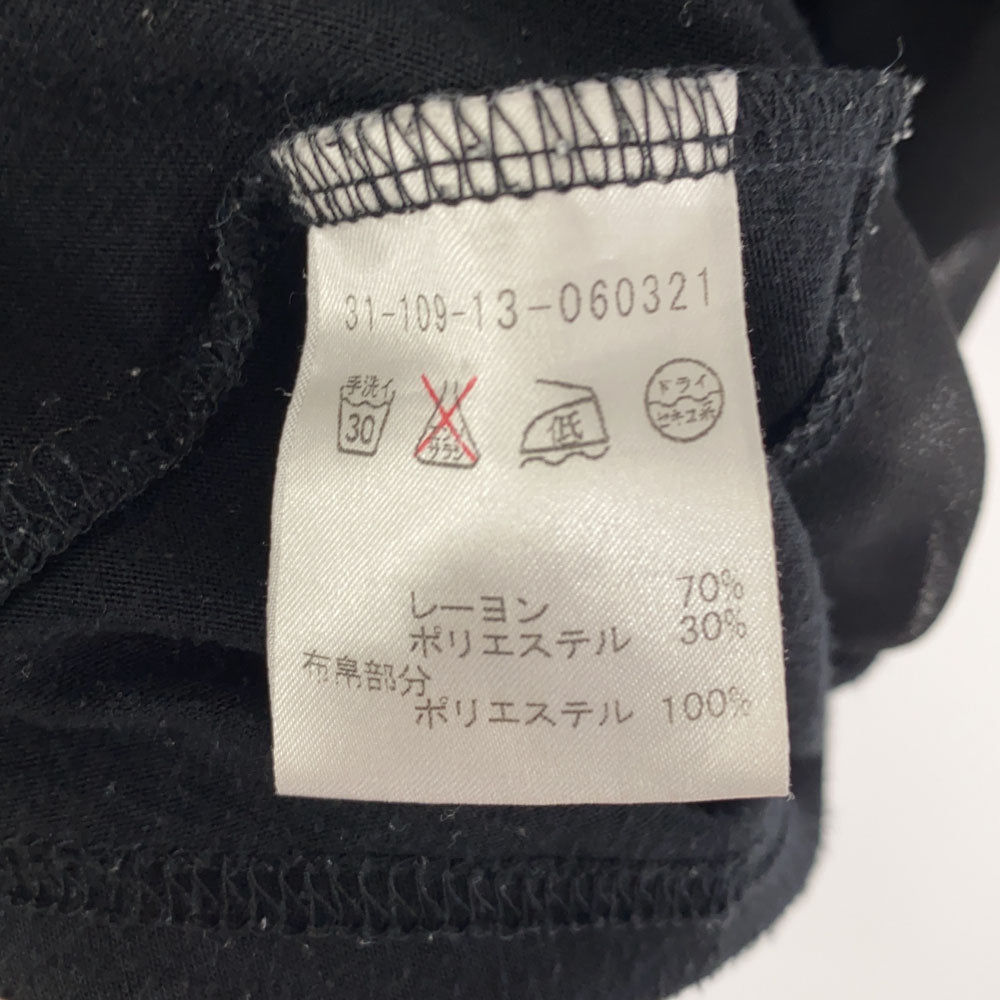 31-109-13-060321
手洗イ 30 エンソサラシ 低 ドライ セキユ系
レーヨン 70%
ポリエステル 30%
布帛部分
ポリエステル 100%